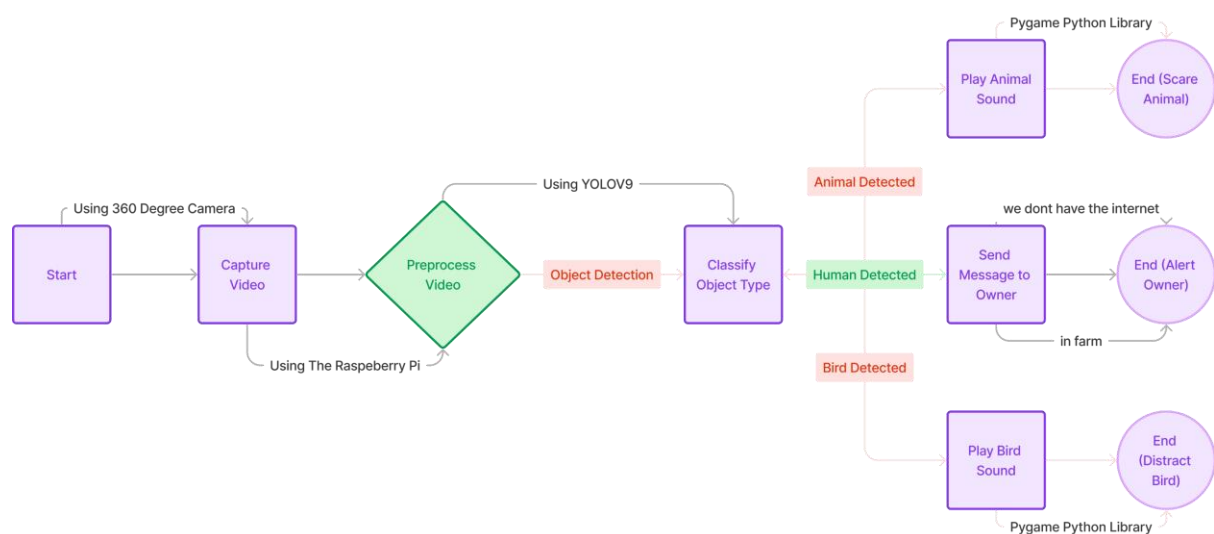 Using 360 Degree Camera
Start
Capture
Video
Using The Raspeberry Pi
Preprocess
Video
Using YOLOV9
Object Detection
Classify
Object Type
Animal Detected
Human Detected
Bird Detected
Pygame Python Library
Play Animal
Sound
End (Scare
Animal)
we dont have the internet
Send
Message to
Owner
End (Alert
Owner)
in farm
Play Bird
Sound
End
(Distract
Bird)
Pygame Python Library